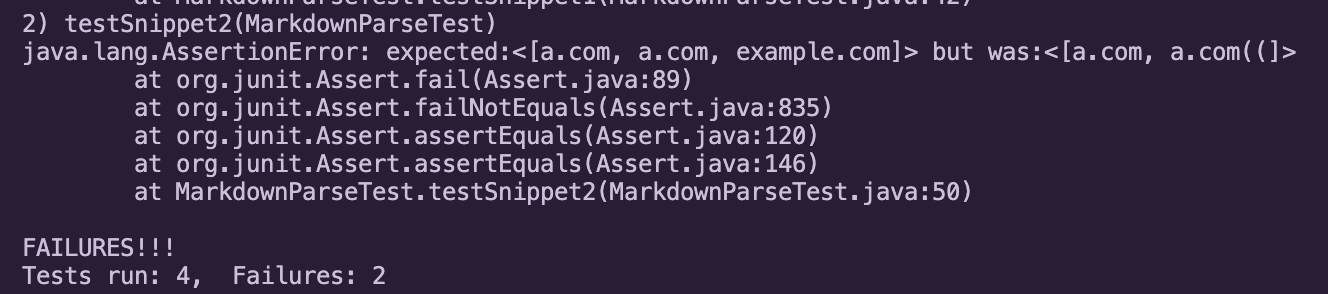 at MarkdownParseTest.testSnippet1(MarkdownParseTest.java:42)
2) testSnippet2(MarkdownParseTest)
java.lang.AssertionError: expected:<[a.com, a.com, example.com]> but was:<[a.com, a.com((]>
at org.junit.Assert.fail(Assert.java:89)
at org.junit.Assert.failNotEquals(Assert.java:835)
at org.junit.Assert.assertEquals(Assert.java:120)
at org.junit.Assert.assertEquals(Assert.java:146)
at MarkdownParseTest.testSnippet2(MarkdownParseTest.java:50)
FAILURES!!!
Tests run: 4,  Failures: 2